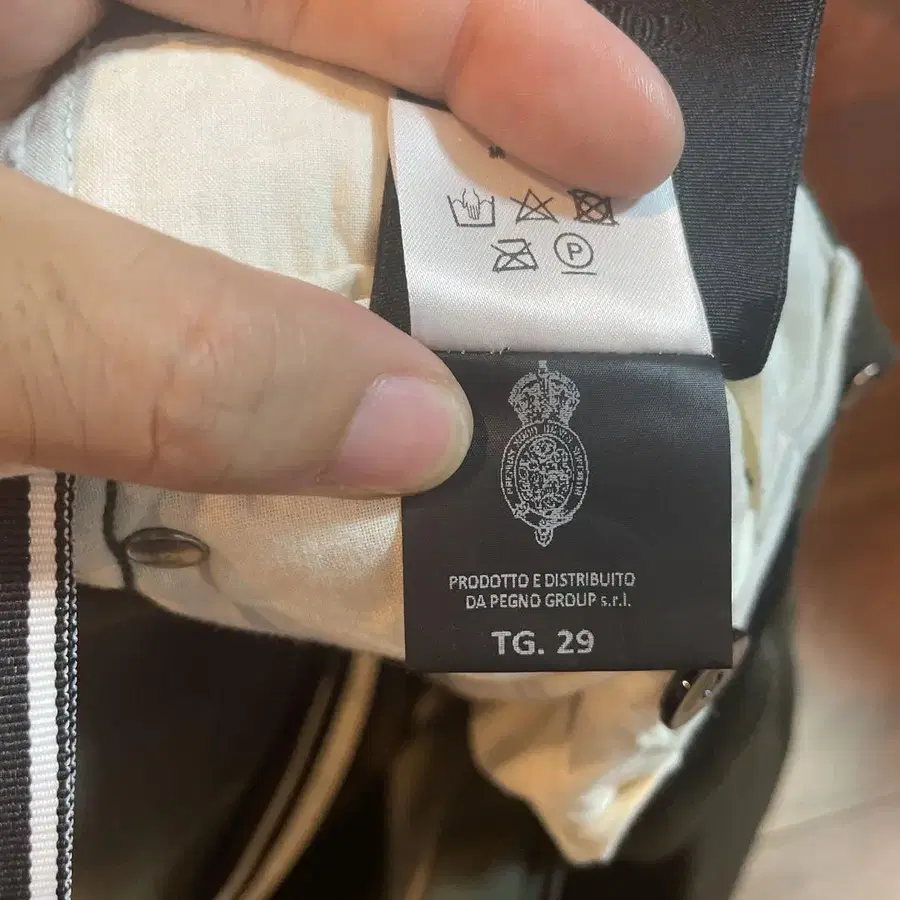 P
PRODOTTO E DISTRIBUITO
DA PEGNO GROUP s.r.l.
TG. 29